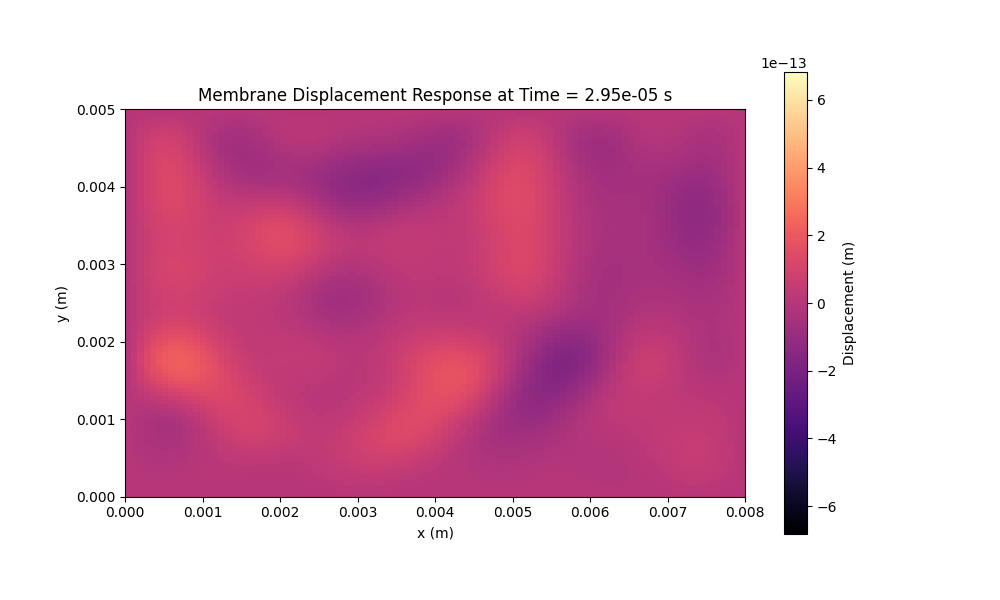 1e−13
Membrane Displacement Response at Time = 2.95e-05 s
0.005
0.004
0.003
0.002
0.001
0.000
y (m)
0.000 0.001 0.002 0.003 0.004 0.005 0.006 0.007 0.008
x (m)
6
4
2
0
−2
−4
−6
Displacement (m)